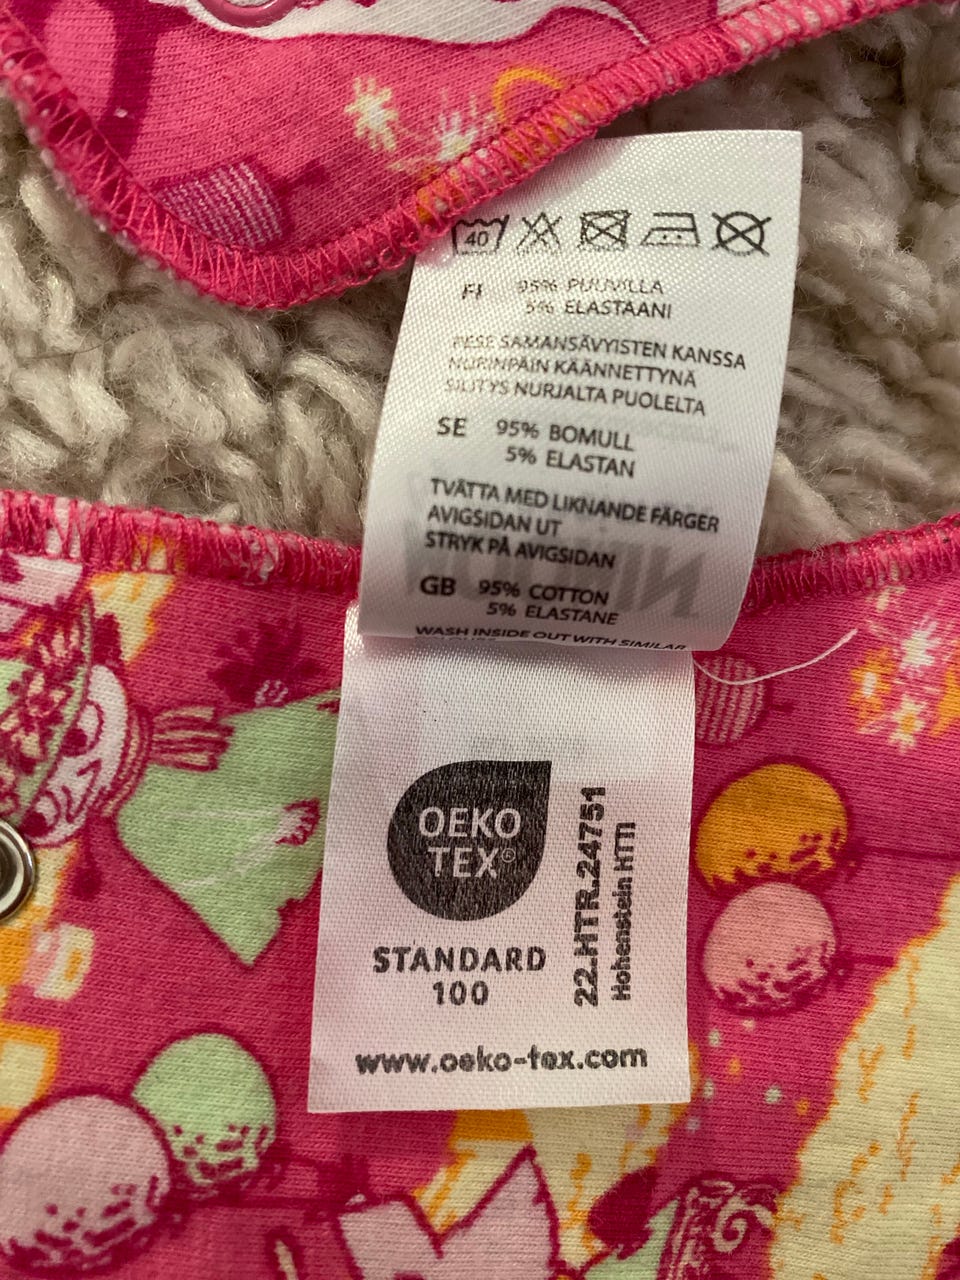 40
FI 95% PUUVILLA
5% ELASTAANI
PESE SAMANSÄVYISTEN KANSSA
NURINPÄIN KÄÄNNETTYNÄ
SILITYS NURJALTA PUOLELTA
SE 95% BOMULL
5% ELASTAN
TVÄTTA MED LIKNANDE FÄRGER
AVIGSIDAN UT
STRYK PÅ AVIGSIDAN
GB 95% COTTON
5% ELASTANE
WASH INSIDE OUT WITH SIMILAR
OEKO
TEX®
STANDARD
100
22.HTR.24751
Hohenstein HTTI
www.oeko-tex.com